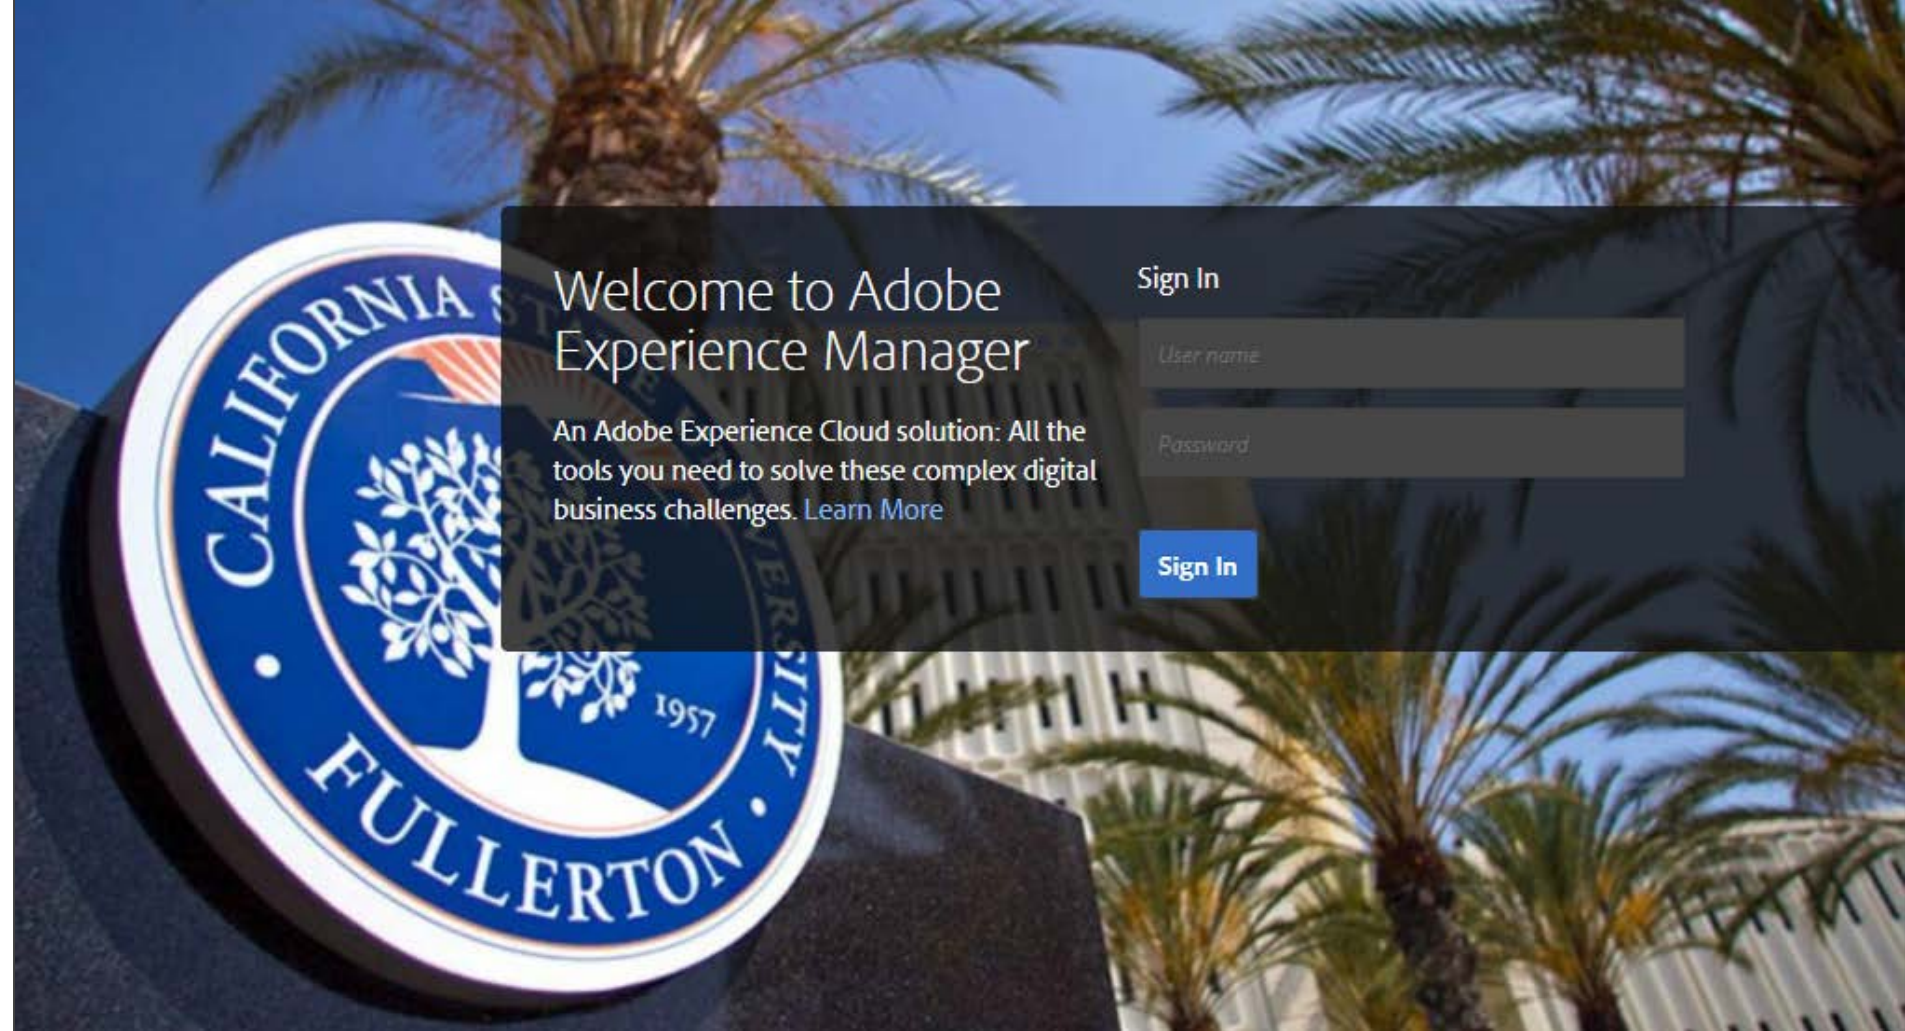 CALIFORNIA STATE UNIVERSITY
FULLERTON
1957
Welcome to Adobe
Experience Manager
An Adobe Experience Cloud solution: All the
tools you need to solve these complex digital
business challenges. Learn More
Sign In
User name
Password
Sign In